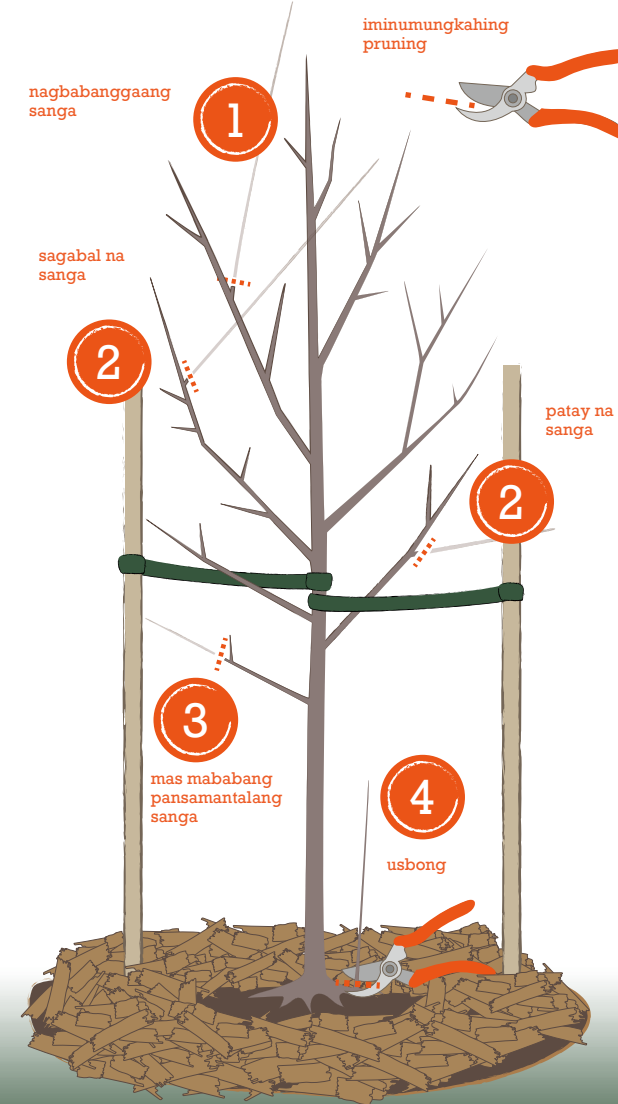 iminumungkahing
pruning
nagbabanggaang
sanga
1
sagabal na
sanga
2
patay na
sanga
2
3
mas mababang
pansamantalang
sanga
4
usbong